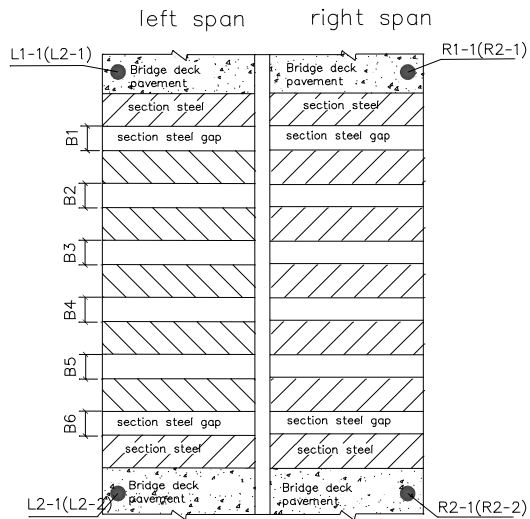 left span
right span
L1-1(L2-1)
R1-1(R2-1)
Bridge deck
pavement
Bridge deck
pavement
section steel
section steel
B1
section steel gap
section steel gap
B2
B3
B4
B5
B6
section steel gap
section steel gap
section steel
section steel
Bridge deck
pavement
Bridge deck
pavement
L2-1(L2-2)
R2-1(R2-2)